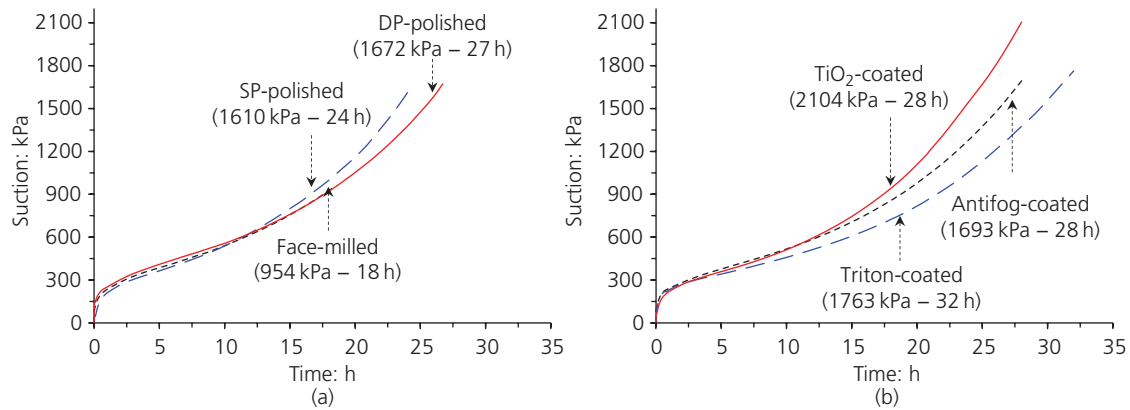 2100
1800
1500
1200
900
600
300
0
Suction: kPa
DP-polished
(1672 kPa – 27 h)
SP-polished
(1610 kPa – 24 h)
Face-milled
(954 kPa – 18 h)
0 5 10 15 20 25 30 35
Time: h
(a)
2100
1800
1500
1200
900
600
300
0
Suction: kPa
TiO₂-coated
(2104 kPa – 28 h)
Antifog-coated
(1693 kPa – 28 h)
Triton-coated
(1763 kPa – 32 h)
0 5 10 15 20 25 30 35
Time: h
(b)